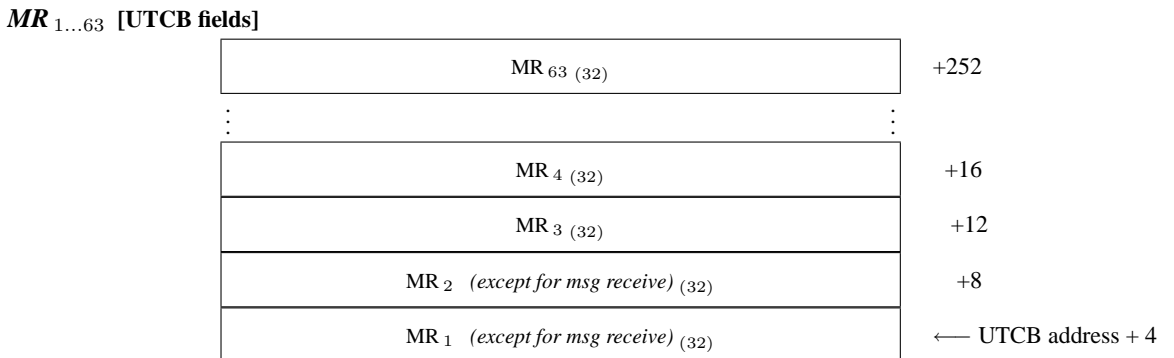 MR 1...63 [UTCB fields]
MR 63 (32) +252
⋮ ⋮
MR 4 (32) +16
MR 3 (32) +12
MR 2 (except for msg receive) (32) +8
MR 1 (except for msg receive) (32) ←— UTCB address + 4